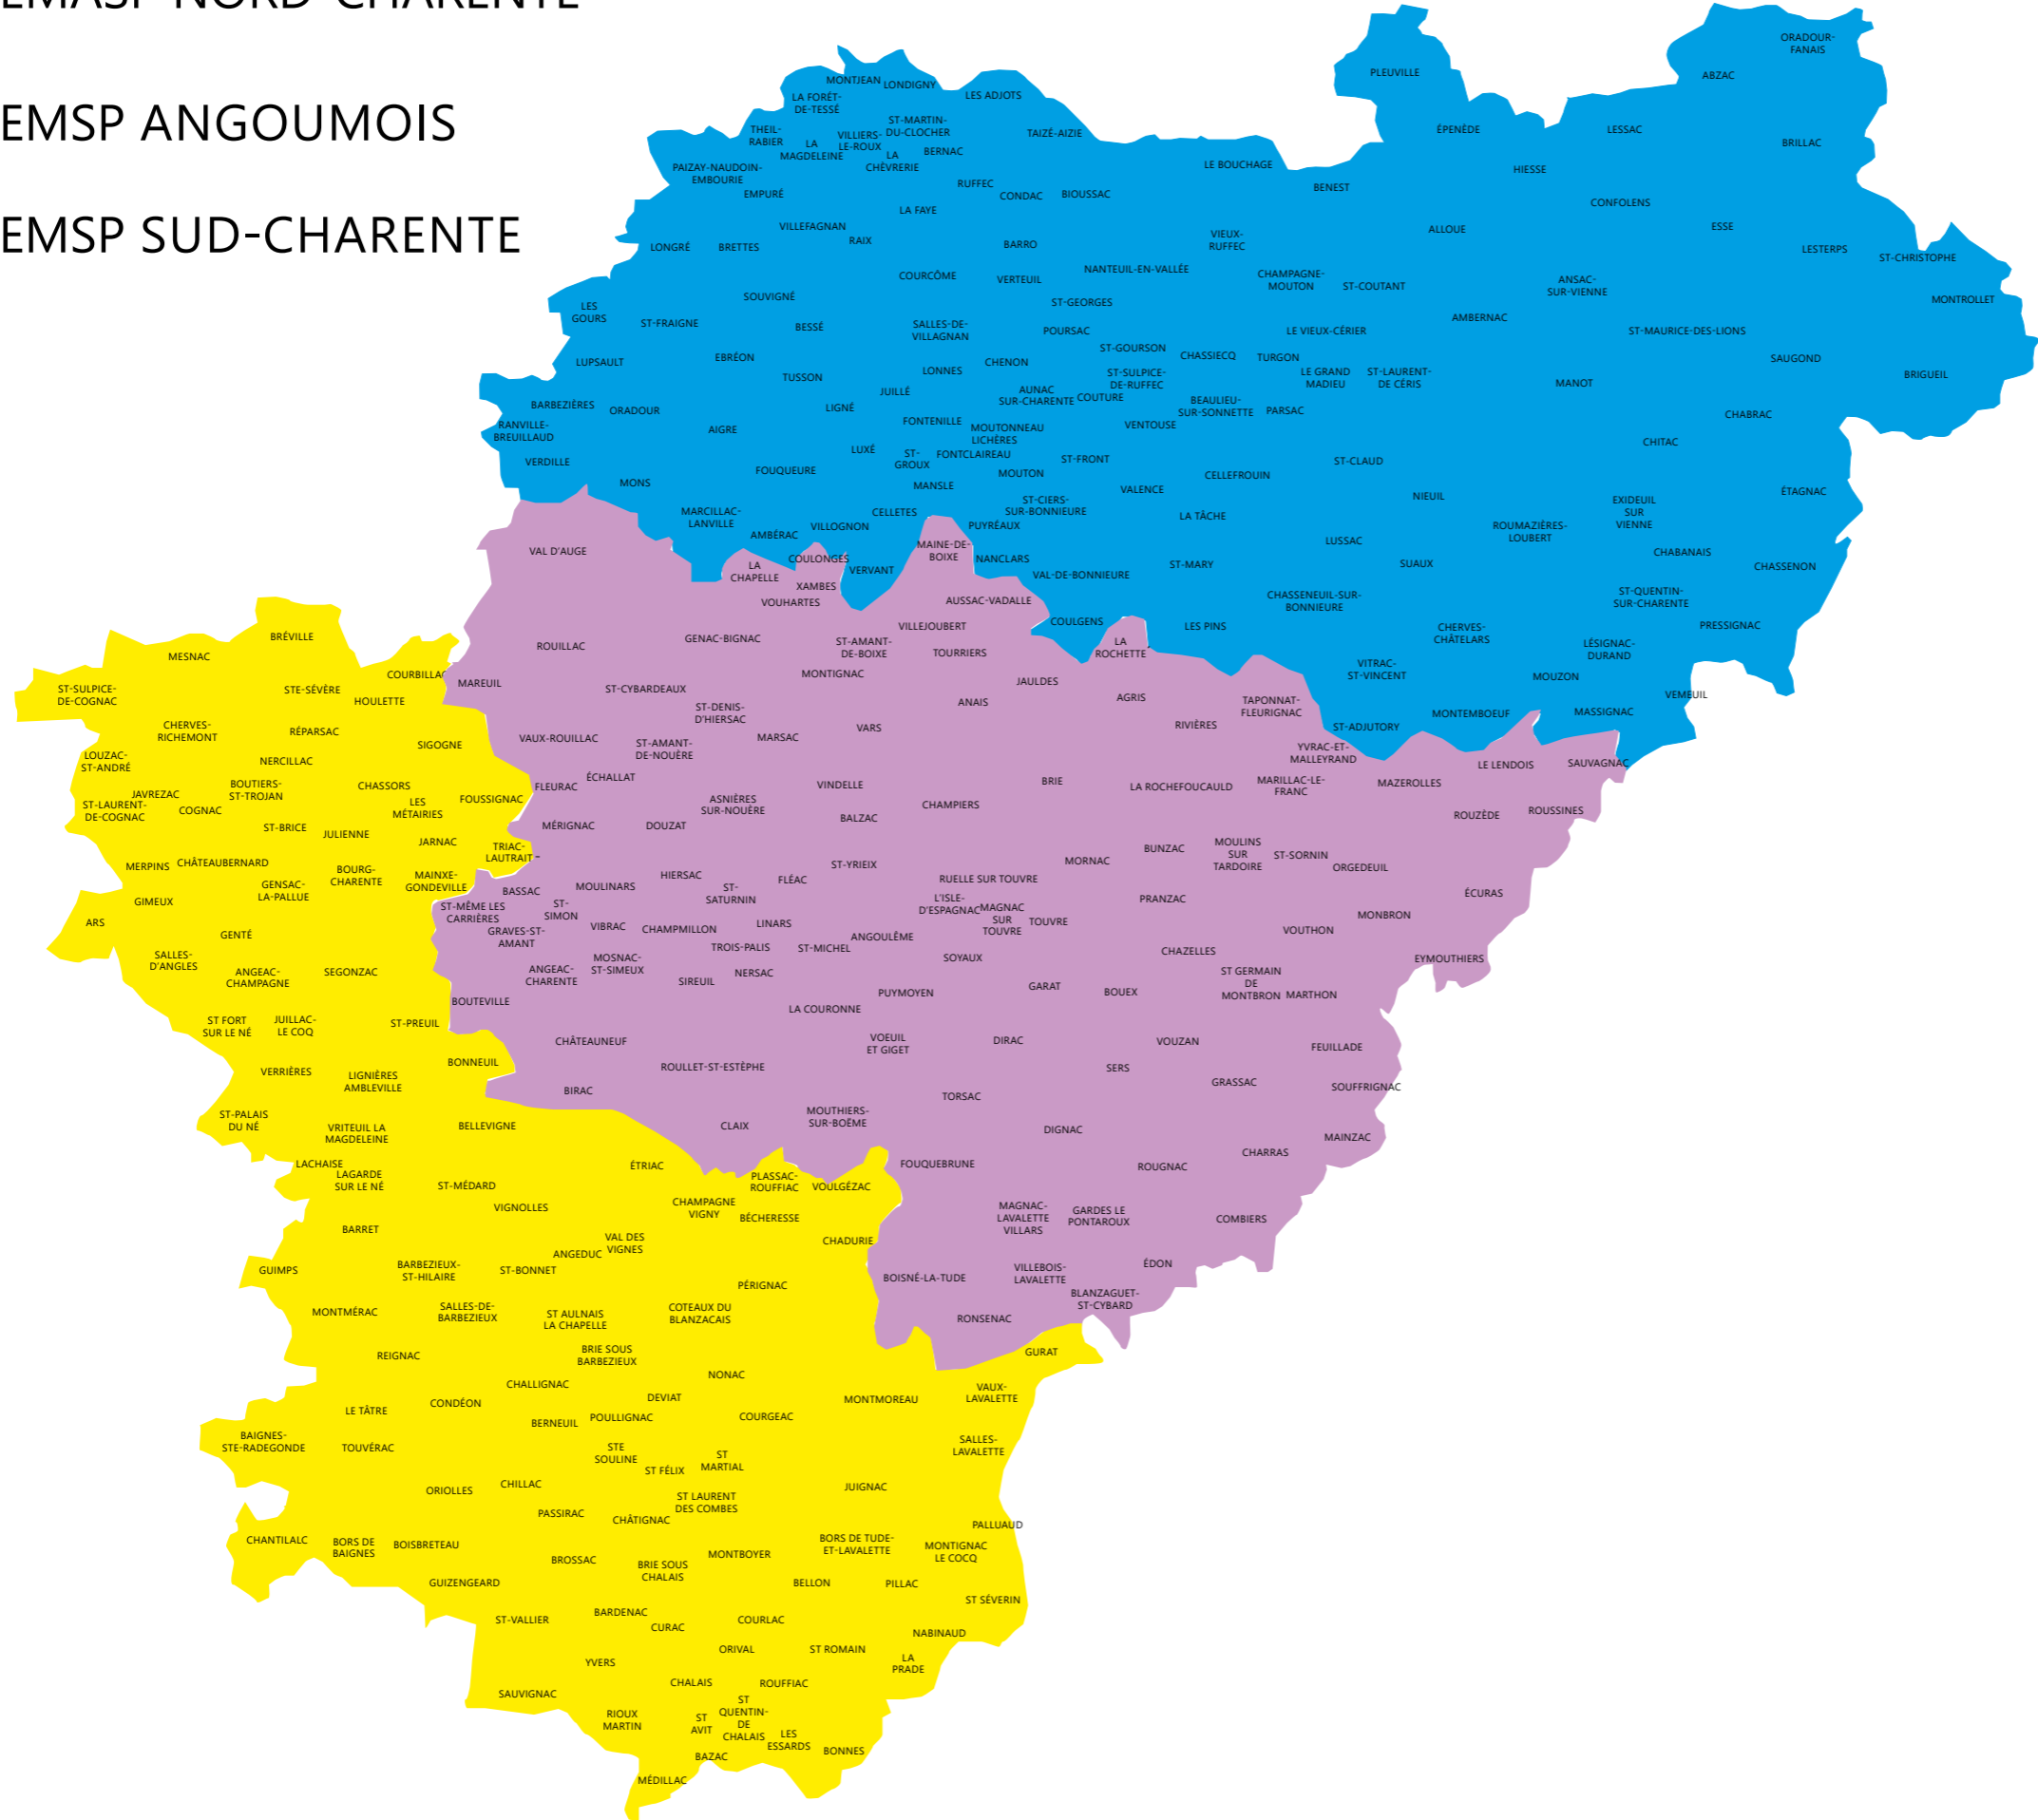 EMASP NORD-CHARENTE
EMSP ANGOUMOIS
EMSP SUD-CHARENTE
MONTJEAN
LONDIGNY
LA FORÊT-
DE-TESSÉ
LES ADJOTS
THEIL-
RABIER
LA
MAGDELEINE
VILLIERS-
LE-ROUX
ST-MARTIN-
DU-CLOCHER
LA
CHÈVRERIE
BERNAC
TAIZÉ-AIZIE
PLEUVILLE
ORADOUR-
FANAIS
ABZAC
ÉPENÈDE
LESSAC
BRILLAC
PAIZAY-NAUDOIN-
EMBOURIE
EMPURÉ
RUFFEC
CONDAC
BIOUSSAC
LE BOUCHAGE
BENEST
HIESSE
CONFOLENS
LA FAYE
VILLEFAGNAN
RAIX
LONGRÉ
BRETTES
BARRO
VIEUX-
RUFFEC
ALLOUE
ESSE
LESTERPS
ST-CHRISTOPHE
COURCÔME
VERTEUIL
NANTEUIL-EN-VALLÉE
CHAMPAGNE-
MOUTON
ST-COUTANT
ANSAC-
SUR-VIENNE
MONTROLLET
LES
GOURS
SOUVIGNÉ
ST-GEORGES
ST-FRAIGNE
BESSÉ
SALLES-DE-
VILLAGNAN
POURSAC
LE VIEUX-CÉRIER
AMBERNAC
ST-MAURICE-DES-LIONS
LUPSAULT
EBRÉON
TUSSON
LONNES
CHENON
ST-GOURSON
CHASSIECQ
TURGON
SAUGOND
ST-SULPICE-
DE-RUFFEC
LE GRAND
MADIEU
ST-LAURENT-
DE CÉRIS
MANOT
BRIGUEIL
BARBEZIÈRES
ORADOUR
LIGNÉ
JUILLÉ
AUNAC
SUR-CHARENTE
COUTURE
BEAULIEU-
SUR-SONNETTE
PARSAC
CHABRAC
RANVILLE-
BREUILLAUD
AIGRE
FONTENILLE
MOUTONNEAU
LICHÈRES
VENTOUSE
CHITAC
VERDILLE
LUXÉ
ST-
GROUX
FONTCLAIREAU
ST-FRONT
ST-CLAUD
MONS
FOUQUEURE
MANSLE
MOUTON
VALENCE
CELLEFROUIN
NIEUIL
EXIDEUIL
SUR
VIENNE
ÉTAGNAC
MARCILLAC-
LANVILLE
AMBÉRAC
VILLOGNON
CELLETES
ST-CIERS-
SUR-BONNIEURE
PUYRÉAUX
LA TÂCHE
ROUMAZIÈRES-
LOUBERT
LUSSAC
CHABANAIS
VAL D'AUGE
COULONGES
VERVANT
MAINE-DE-
BOIXE
NANCLARS
VAL-DE-BONNIEURE
ST-MARY
SUAUX
CHASSENON
LA
CHAPELLE
XAMBES
VOUHARTES
AUSSAC-VADALLE
CHASSENEUIL-SUR-
BONNIEURE
ST-QUENTIN-
SUR-CHARENTE
VILLEJOUBERT
COULGENS
LES PINS
CHERVES-
CHÂTELARS
PRESSIGNAC
ROUILLAC
GENAC-BIGNAC
ST-AMANT-
DE-BOIXE
TOURRIERS
LA
ROCHETTE
LÉSIGNAC-
DURAND
BRÉVILLE
MESNAC
COURBILLAC
MAREUIL
ST-CYBARDEAUX
MONTIGNAC
JAULDES
VITRAC-
ST-VINCENT
MOUZON
VEMEUIL
ST-SULPICE-
DE-COGNAC
STE-SÉVÈRE
HOULETTE
ST-DENIS-
D'HIERSAC
ANAIS
AGRIS
TAPONNAT-
FLEURIGNAC
MONTEMBOEUF
MASSIGNAC
CHERVES-
RICHEMONT
RÉPARSAC
SIGOGNE
VAUX-ROUILLAC
ST-AMANT-
DE-NOUÈRE
MARSAC
VARS
RIVIÈRES
ST-ADJUTORY
LOUZAC-
ST-ANDRÉ
NERCILLAC
YVRAC-ET-
MALLEYRAND
LE LENDOIS
SAUVAGNAC
BOUTIERS-
ST-TROJAN
CHASSORS
FLEURAC
ÉCHALLAT
VINDELLE
BRIE
LA ROCHEFOUCAULD
MARILLAC-LE-
FRANC
MAZEROLLES
JAVREZAC
ST-LAURENT-
DE-COGNAC
COGNAC
LES
MÉTAIRIES
FOUSSIGNAC
ASNIÈRES
SUR-NOUÈRE
CHAMPIERS
ROUZÈDE
ROUSSINES
ST-BRICE
JULIENNE
JARNAC
MÉRIGNAC
DOUZAT
BALZAC
TRIAC-
LAUTRAIT
MERPINS
CHÂTEAUBERNARD
BOURG-
CHARENTE
MAINXE-
GONDEVILLE
ST-YRIEIX
MORNAC
BUNZAC
MOULINS
SUR
TARDOIRE
ST-SORNIN
ORGEDEUIL
GENSAC-
LA-PALLUE
BASSAC
MOULINARS
HIERSAC
FLÉAC
RUELLE SUR TOUVRE
GIMEUX
ST-MÊME LES
CARRIÈRES
ST-
SIMON
ST-
SATURNIN
L'ISLE-
D'ESPAGNAC
MAGNAC
SUR
TOUVRE
TOUVRE
PRANZAC
ÉCURAS
ARS
GENTÉ
GRAVES-ST-
AMANT
VIBRAC
CHAMPMILLON
LINARS
ANGOULÊME
VOUTHON
MONBRON
SALLES-
D'ANGLES
ANGEAC-
CHAMPAGNE
SEGONZAC
ANGEAC-
CHARENTE
MOSNAC-
ST-SIMEUX
TROIS-PALIS
ST-MICHEL
SOYAUX
CHAZELLES
EYMOUTHIERS
SIREUIL
NERSAC
GARAT
BOUEX
ST GERMAIN
DE
MONTBRON
MARTHON
BOUTEVILLE
LA COURONNE
PUYMOYEN
ST FORT
SUR LE NÉ
JUILLAC-
LE COQ
ST-PREUIL
CHÂTEAUNEUF
VOEUIL
ET GIGET
DIRAC
VOUZAN
FEUILLADE
VERRIÈRES
LIGNIÈRES
AMBLEVILLE
BONNEUIL
BIRAC
ROULLET-ST-ESTÈPHE
SERS
GRASSAC
SOUFFRIGNAC
ST-PALAIS
DU NÉ
VRITEUIL LA
MAGDELEINE
BELLEVIGNE
CLAIX
MOUTHIERS-
SUR-BOËME
TORSAC
DIGNAC
MAINZAC
LACHAISE
LAGARDE
SUR LE NÉ
ÉTRIAC
FOUQUEBRUNE
ROUGNAC
CHARRAS
ST-MÉDARD
VIGNOLLES
PLASSAC-
ROUFFIAC
VOULGÉZAC
CHAMPAGNE
VIGNY
BÉCHERESSE
MAGNAC-
LAVALETTE
VILLARS
GARDES LE
PONTAROUX
COMBIERS
BARRET
VAL DES
VIGNES
CHADURIE
GUIMPS
BARBEZIEUX-
ST-HILAIRE
ST-BONNET
ANGEDUC
PÉRIGNAC
BOISNÉ-LA-TUDE
VILLEBOIS-
LAVALETTE
ÉDON
MONTMÉRAC
SALLES-DE-
BARBEZIEUX
ST AULNAIS
LA CHAPELLE
COTEAUX DU
BLANZACAIS
RONSENAC
BLANZAGUET-
ST-CYBARD
REIGNAC
BRIE SOUS
BARBEZIEUX
GURAT
CHALLIGNAC
NONAC
LE TÂTRE
CONDÉON
DEVIAT
MONTMOREAU
VAUX-
LAVALETTE
BERNEUIL
POULLIGNAC
COURGEAC
BAIGNES-
STE-RADEGONDE
TOUVÉRAC
STE
SOULINE
ST FÉLIX
ST
MARTIAL
SALLES-
LAVALETTE
ORIOLLES
CHILLAC
JUIGNAC
PASSIRAC
CHÂTIGNAC
ST LAURENT
DES COMBES
PALLUAUD
CHANTILALC
BORS DE
BAIGNES
BOISBRETEAU
BROSSAC
BRIE SOUS
CHALAIS
MONTBOYER
BORS DE TUDE-
ET-LAVALETTE
MONTIGNAC
LE COCQ
GUIZENGEARD
BELLON
PILLAC
ST SÉVERIN
ST-VALLIER
BARDENAC
CURAC
COURLAC
NABINAUD
YVERS
ORIVAL
ST ROMAIN
LA
PRADE
SAUVIGNAC
CHALAIS
ROUFFIAC
RIOUX
MARTIN
ST
AVIT
ST
QUENTIN-
DE
CHALAIS
LES
ESSARDS
BONNES
BAZAC
MÉDILLAC